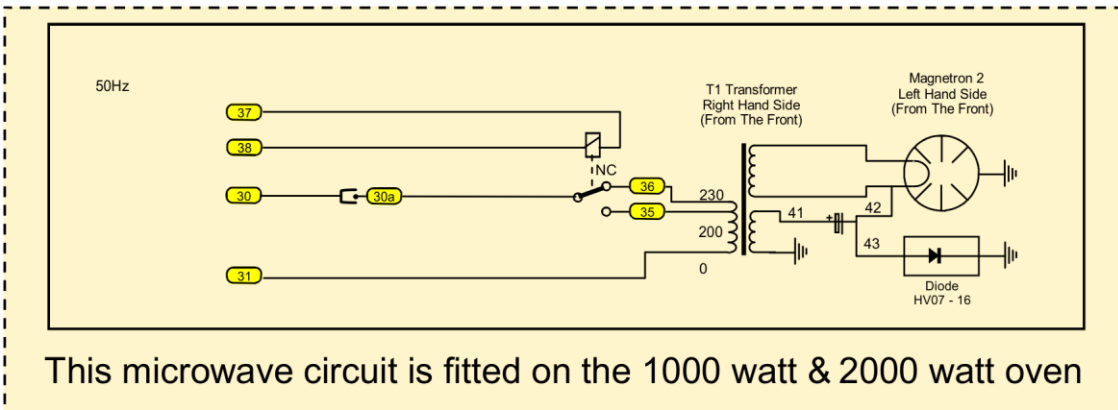 50Hz
T1 Transformer
Right Hand Side
(From The Front)
Magnetron 2
Left Hand Side
(From The Front)
37
38
NC
30
30a
36
230
35
41
42
200
43
31
0
Diode
HV07 - 16
This microwave circuit is fitted on the 1000 watt & 2000 watt oven